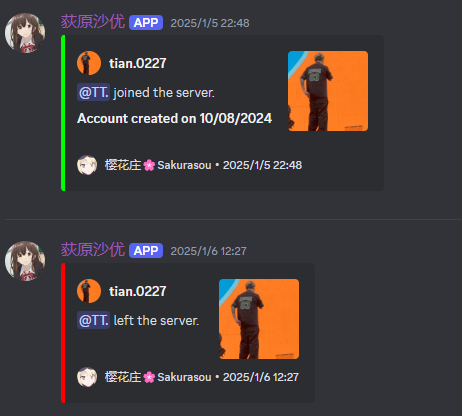 荻原沙优 APP 2025/1/5 22:48
tian.0227
@TT. joined the server.
Account created on 10/08/2024
樱花庄🌸Sakurasou • 2025/1/5 22:48
荻原沙优 APP 2025/1/6 12:27
tian.0227
@TT. left the server.
樱花庄🌸Sakurasou • 2025/1/6 12:27